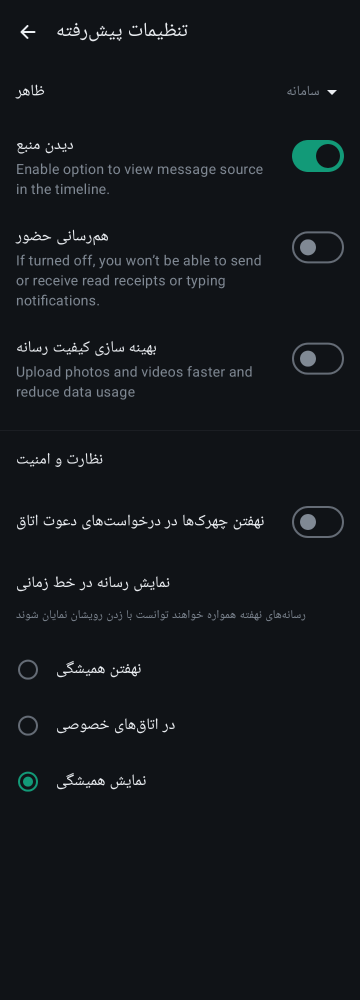 تنظیمات پیش‌رفته
ظاهر
سامانه
دیدن منبع
Enable option to view message source
in the timeline.
هم‌رسانی حضور
If turned off, you won’t be able to send
or receive read receipts or typing
notifications.
بهینه سازی کیفیت رسانه
Upload photos and videos faster and
reduce data usage
نظارت و امنیت
نهفتن چهرک‌ها در درخواست‌های دعوت اتاق
نمایش رسانه در خط زمانی
رسانه‌های نهفته همواره خواهند توانست با زدن رویشان نمایان شوند
نهفتن همیشگی
در اتاق‌های خصوصی
نمایش همیشگی